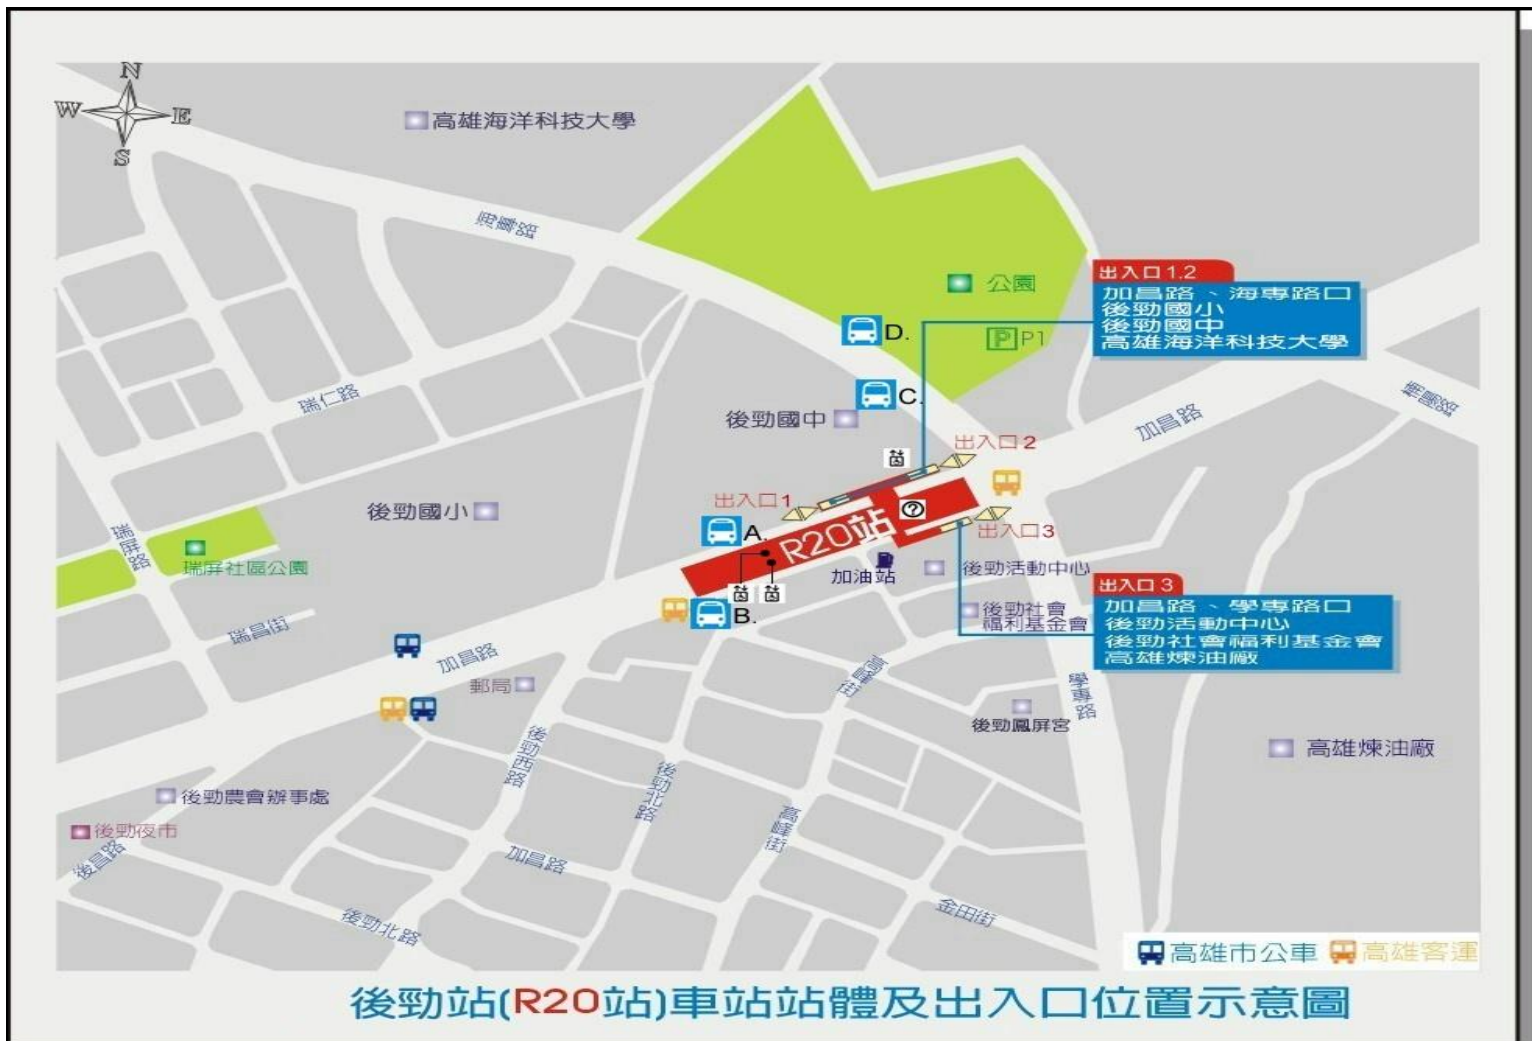 N
W
E
S
高雄海洋科技大學
海專路
公園
P P1
出入口1.2
加昌路、海專路口
後勁國小
後勁國中
高雄海洋科技大學
D.
C.
後勁國中
瑞仁路
加昌路
楠陽路
出入口2
出入口1
後勁國小
A.
R20站
?
出入口3
瑞屏路
瑞屏社區公園
加油站
後勁活動中心
出入口3
加昌路、學專路口
後勁活動中心
後勁社會福利基金會
高雄煉油廠
B.
後勁社會
福利基金會
瑞昌街
加昌路
郵局
高峰街
學專路
後勁鳳屏宮
高雄煉油廠
後勁西路
後勁北路
後勁農會辦事處
後勁夜市
後昌路
高峰街
加昌路
後勁北路
金田街
高雄市公車
高雄客運
後勁站(R20站)車站站體及出入口位置示意圖